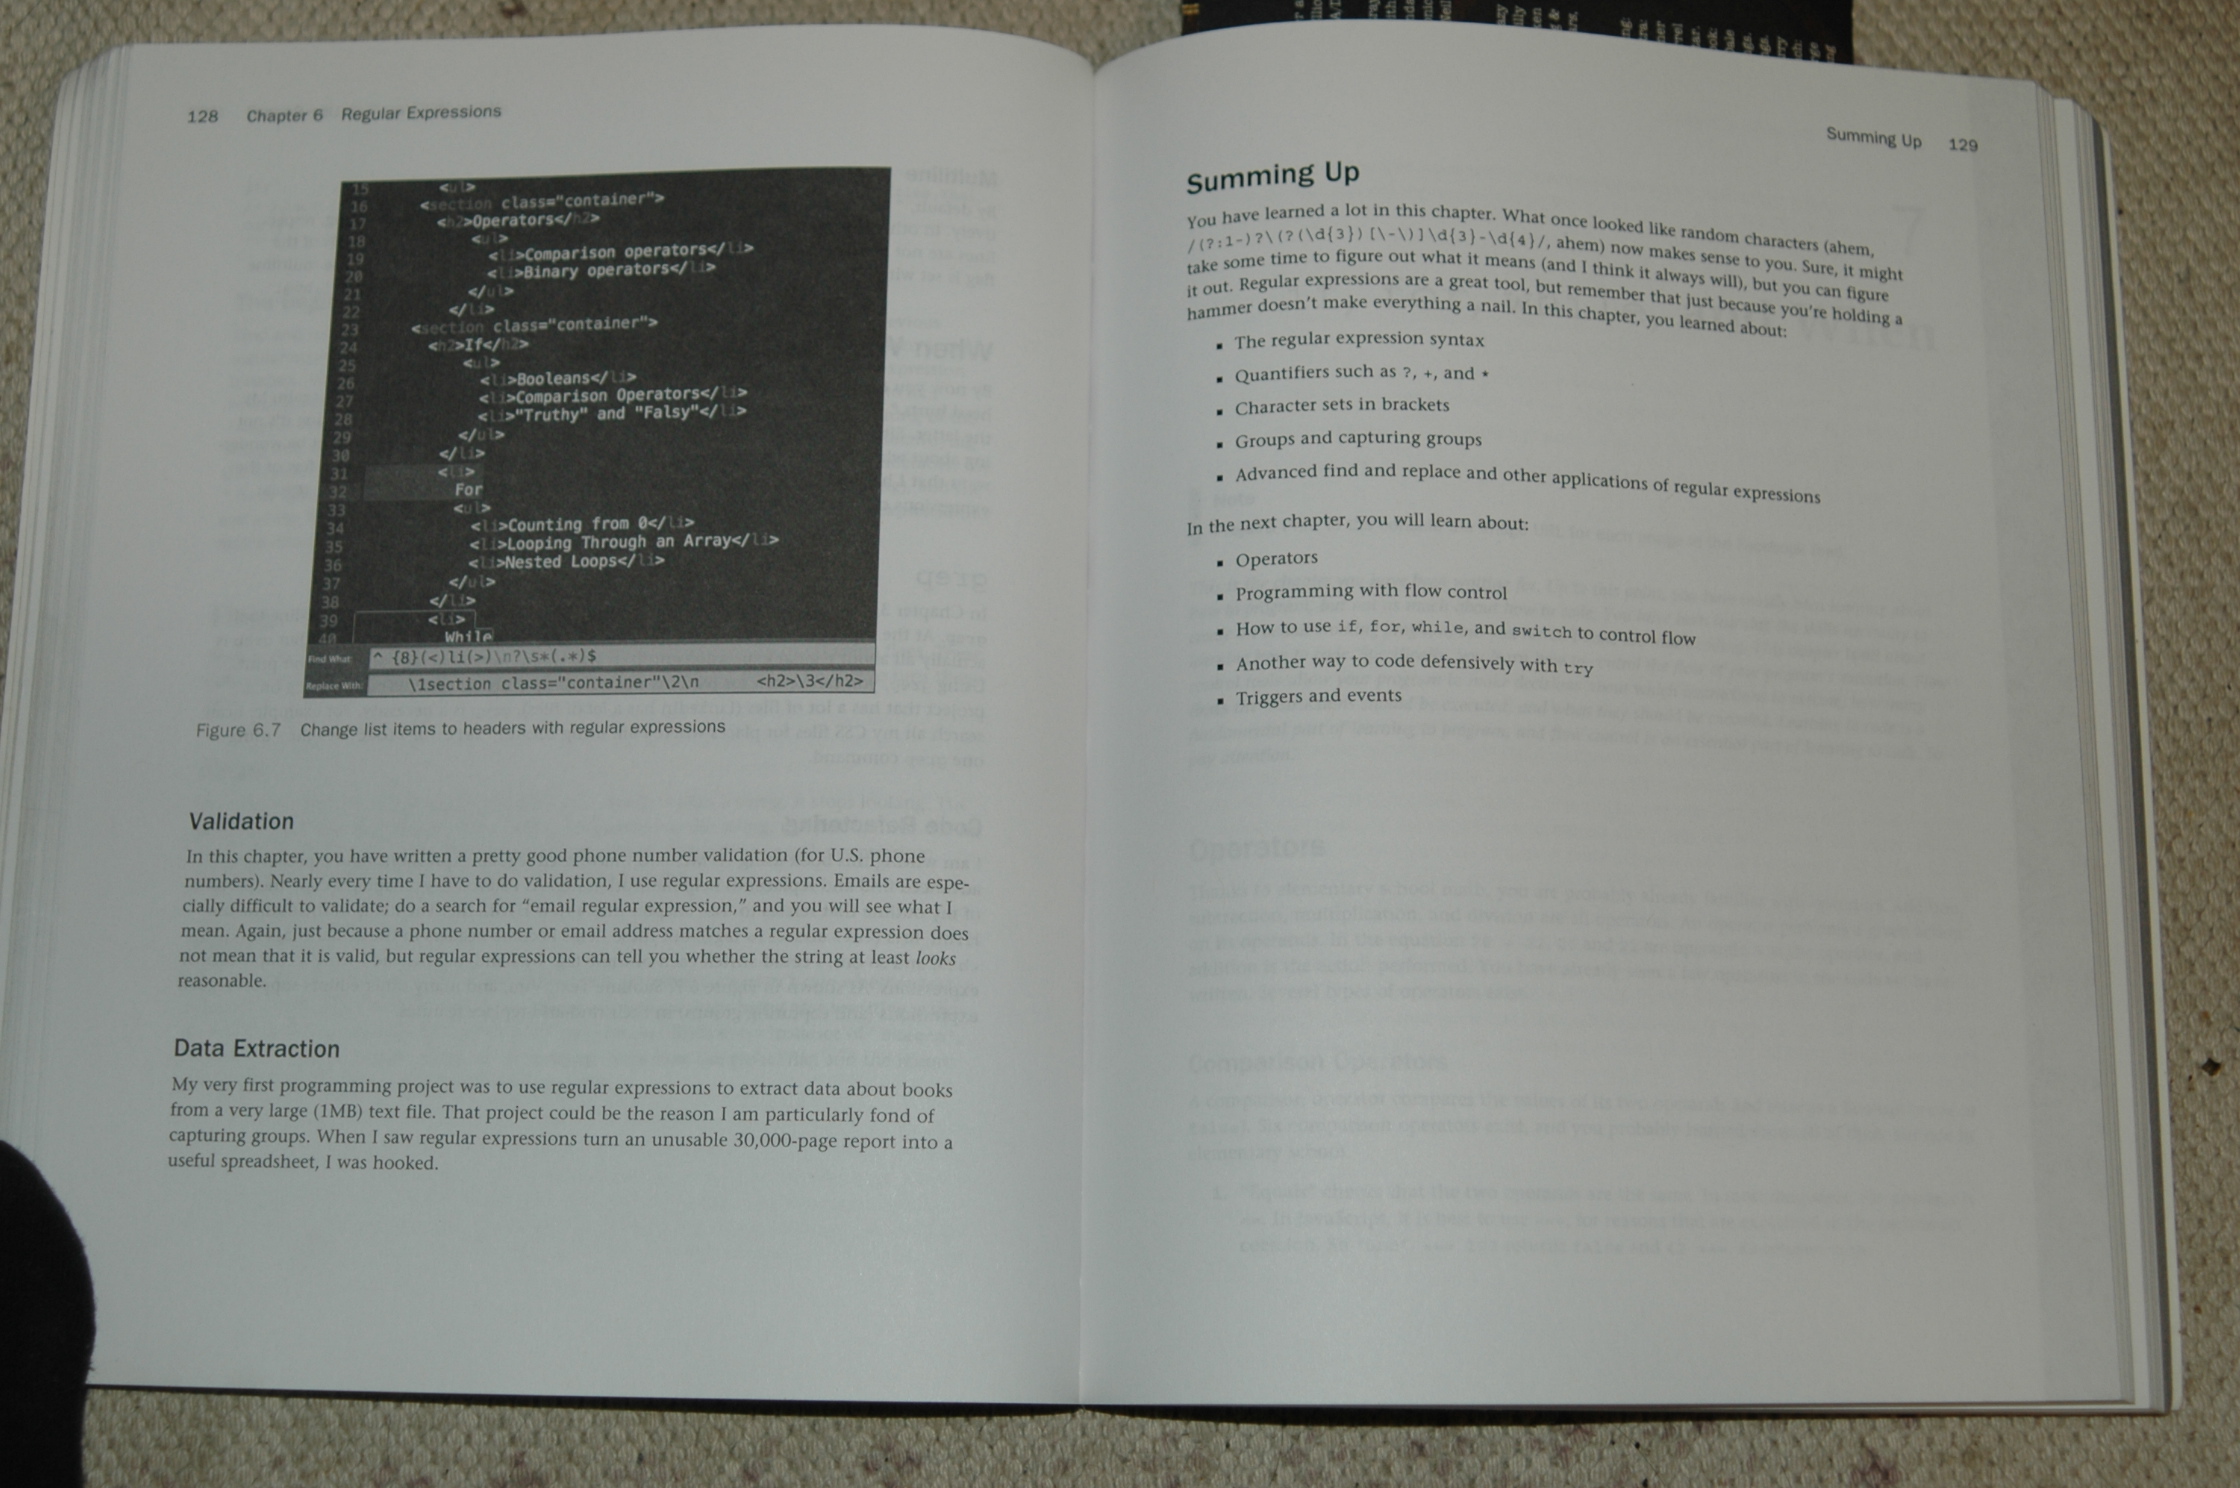 128 Chapter 6 Regular Expressions
15 <ul>
16 <section class="container">
17 <h2>Operators</h2>
18 <ul>
19 <li>Comparison operators</li>
20 <li>Binary operators</li>
21 </ul>
22 </li>
23 <section class="container">
24 <h2>If</h2>
25 <ul>
26 <li>Booleans</li>
27 <li>Comparison Operators</li>
28 <li>"Truthy" and "Falsy"</li>
29 </ul>
30 </li>
31 <li>
32 For
33 <ul>
34 <li>Counting from 0</li>
35 <li>Looping Through an Array</li>
36 <li>Nested Loops</li>
37 </ul>
38 </li>
39 <li>
40 While
Find What: ^ {8}(<)li(>)\n?\s*(.*)$
Replace With: \1section class="container"\2\n <h2>\3</h2>
Figure 6.7 Change list items to headers with regular expressions
Validation
In this chapter, you have written a pretty good phone number validation (for U.S. phone
numbers). Nearly every time I have to do validation, I use regular expressions. Emails are espe-
cially difficult to validate; do a search for “email regular expression,” and you will see what I
mean. Again, just because a phone number or email address matches a regular expression does
not mean that it is valid, but regular expressions can tell you whether the string at least looks
reasonable.
Data Extraction
My very first programming project was to use regular expressions to extract data about books
from a very large (1MB) text file. That project could be the reason I am particularly fond of
capturing groups. When I saw regular expressions turn an unusable 30,000-page report into a
useful spreadsheet, I was hooked.
Summing Up 129
Summing Up
You have learned a lot in this chapter. What once looked like random characters (ahem,
/(?:1-)?\(?(\d{3})[\-\)]\d{3}-\d{4}/, ahem) now makes sense to you. Sure, it might
take some time to figure out what it means (and I think it always will), but you can figure
it out. Regular expressions are a great tool, but remember that just because you're holding a
hammer doesn't make everything a nail. In this chapter, you learned about:
▪ The regular expression syntax
▪ Quantifiers such as ?, +, and *
▪ Character sets in brackets
▪ Groups and capturing groups
▪ Advanced find and replace and other applications of regular expressions
In the next chapter, you will learn about:
▪ Operators
▪ Programming with flow control
▪ How to use if, for, while, and switch to control flow
▪ Another way to code defensively with try
▪ Triggers and events